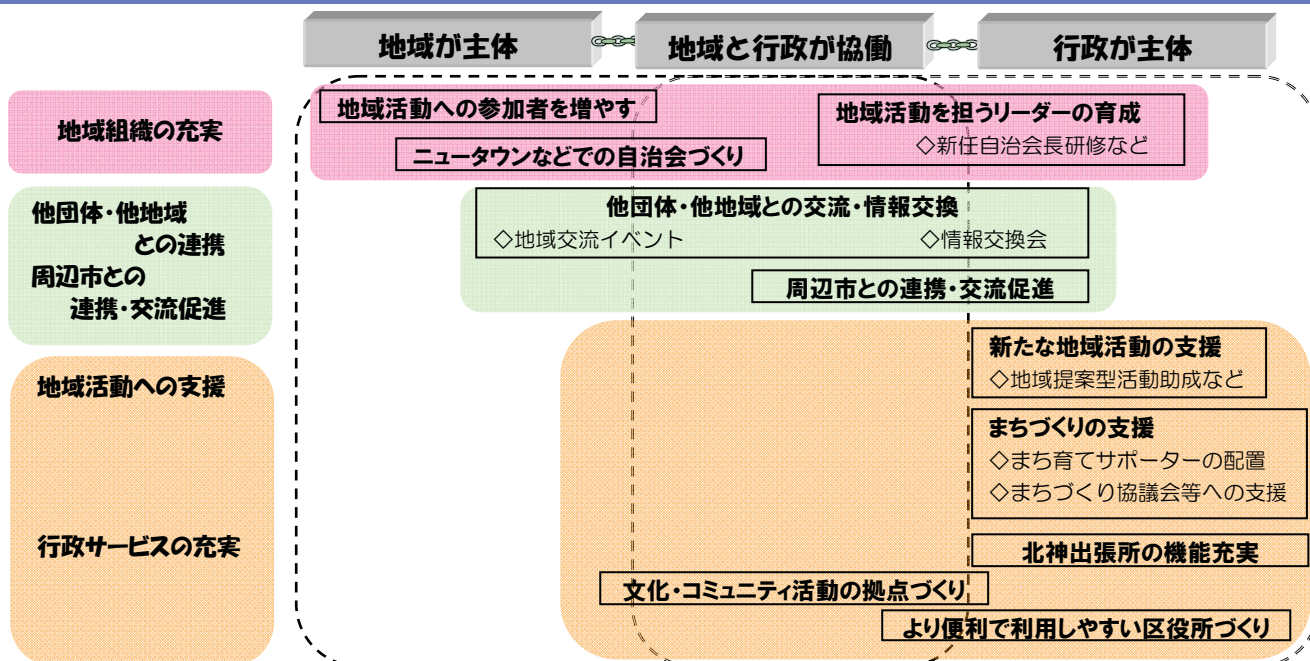 地域が主体
地域と行政が協働
行政が主体
地域組織の充実
地域活動への参加者を増やす
ニュータウンなどでの自治会づくり
地域活動を担うリーダーの育成
◇新任自治会長研修など
他団体・他地域
との連携
周辺市との
連携・交流促進
他団体・他地域との交流・情報交換
◇地域交流イベント
◇情報交換会
周辺市との連携・交流促進
地域活動への支援
行政サービスの充実
新たな地域活動の支援
◇地域提案型活動助成など
まちづくりの支援
◇まち育てサポーターの配置
◇まちづくり協議会等への支援
北神出張所の機能充実
文化・コミュニティ活動の拠点づくり
より便利で利用しやすい区役所づくり